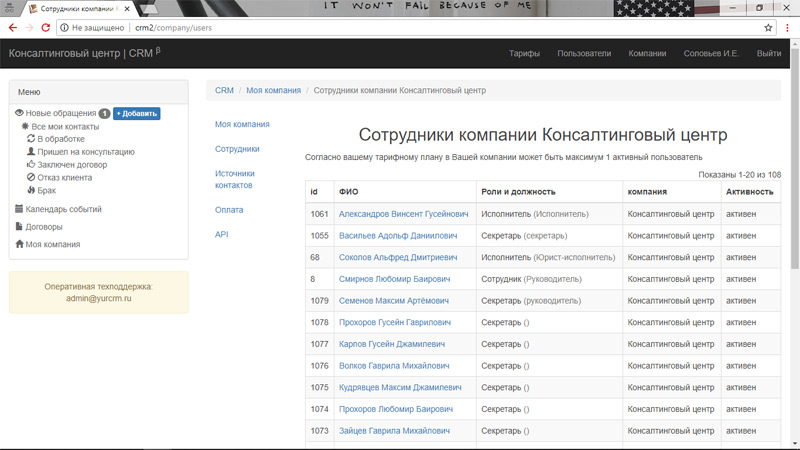 IT WON'T FAIL BECAUSE OF ME
Сотрудники компании К
Не защищено
crm2/company/users
Консалтинговый центр | CRM β
Тарифы
Пользователи
Компании
Соловьев И.Е.
Выйти
Меню
Новые обращения 1 + Добавить
Все мои контакты
В обработке
Пришел на консультацию
Заключен договор
Отказ клиента
Брак
Календарь событий
Договоры
Моя компания
Оперативная техподдержка:
admin@yurcrm.ru
CRM / Моя компания / Сотрудники компании Консалтинговый центр
Моя компания
Сотрудники
Источники
контактов
Оплата
API
Сотрудники компании Консалтинговый центр
Согласно вашему тарифному плану в Вашей компании может быть максимум 1 активный пользователь
Показаны 1-20 из 108
id ФИО Роли и должность компания Активность
1061 Александров Винсент Гусейнович Исполнитель (Исполнитель) Консалтинговый центр активен
1055 Васильев Адольф Даниилович Секретарь (секретарь) Консалтинговый центр активен
68 Соколов Альфред Дмитриевич Исполнитель (Юрист-исполнитель) Консалтинговый центр активен
8 Смирнов Любомир Баирович Сотрудник (Руководитель) Консалтинговый центр активен
1079 Семенов Максим Артёмович Секретарь (руководитель) Консалтинговый центр активен
1078 Прохоров Гусейн Гаврилович Секретарь () Консалтинговый центр активен
1077 Карпов Гусейн Джамилевич Секретарь () Консалтинговый центр активен
1076 Волков Гаврила Михайлович Секретарь () Консалтинговый центр активен
1075 Кудрявцев Максим Джамилевич Секретарь () Консалтинговый центр активен
1074 Прохоров Любомир Баирович Секретарь () Консалтинговый центр активен
1073 Зайцев Гаврила Михайлович Секретарь () Консалтинговый центр активен